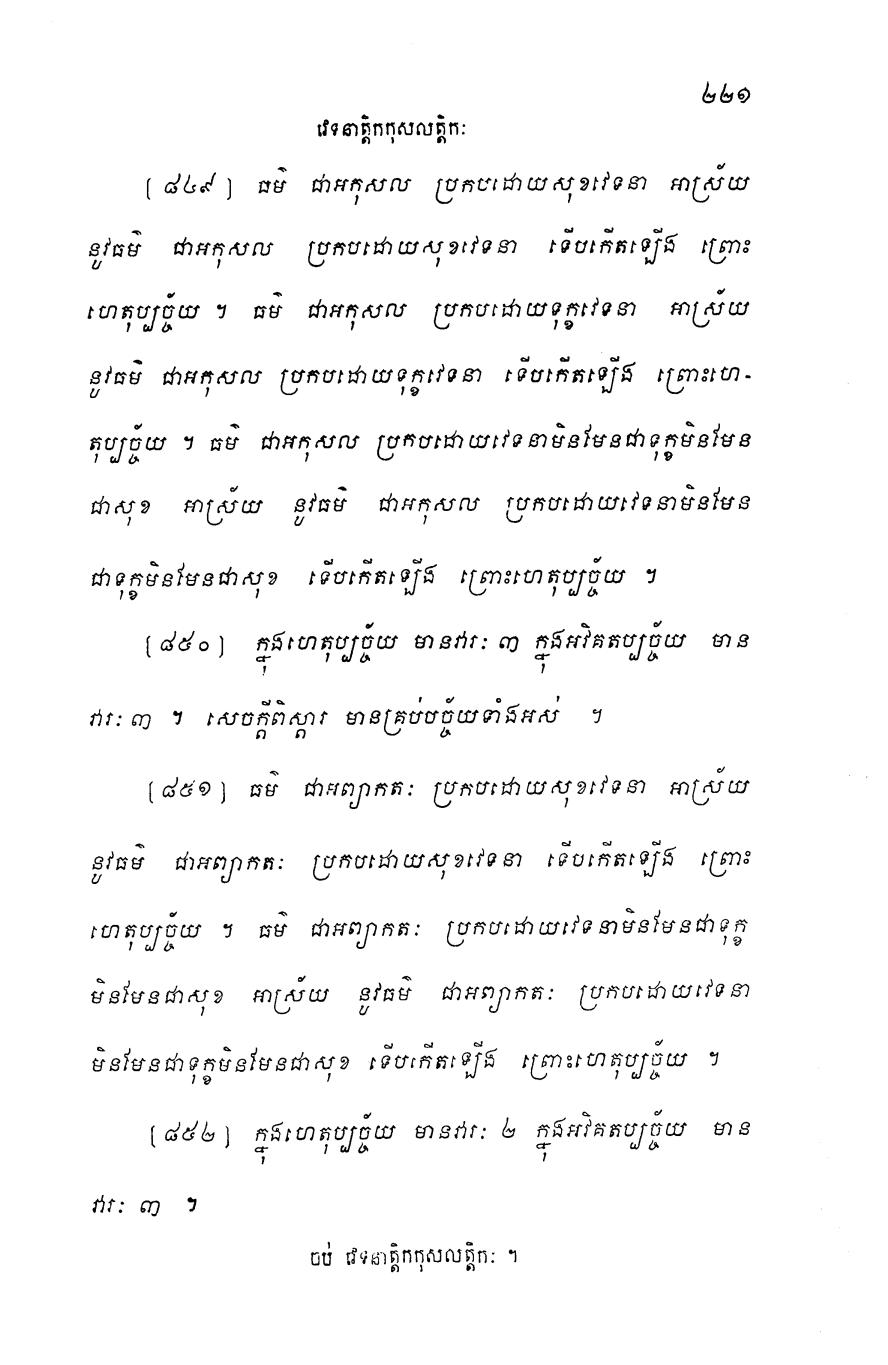 ២២១
វេទនាត្តិកកុសលត្តិកៈ
[៨៤៩] ធម៌ ជាអកុសល ប្រកបដោយសុខវេទនា អាស្រ័យ
នូវធម៌ ជាអកុសល ប្រកបដោយសុខវេទនា ទើបកើតឡើង ព្រោះ
ហេតុប្បច្ច័យ ។ ធម៌ ជាអកុសល ប្រកបដោយទុក្ខវេទនា អាស្រ័យ
នូវធម៌ ជាអកុសល ប្រកបដោយទុក្ខវេទនា ទើបកើតឡើង ព្រោះហេ-
តុប្បច្ច័យ ។ ធម៌ ជាអកុសល ប្រកបដោយវេទនាមិនមែនជាទុក្ខមិនមែន
ជាសុខ អាស្រ័យ នូវធម៌ ជាអកុសល ប្រកបដោយវេទនាមិនមែន
ជាទុក្ខមិនមែនជាសុខ ទើបកើតឡើង ព្រោះហេតុប្បច្ច័យ ។
[៨៥០] ក្នុងហេតុប្បច្ច័យ មានវារៈ ៣ ក្នុងអវិគតប្បច្ច័យ មាន
វារៈ ៣ ។ សេចក្តីពិស្តារ មានគ្រប់បច្ច័យទាំងអស់ ។
[៨៥១] ធម៌ ជាអព្យាកតៈ ប្រកបដោយសុខវេទនា អាស្រ័យ
នូវធម៌ ជាអព្យាកតៈ ប្រកបដោយសុខវេទនា ទើបកើតឡើង ព្រោះ
ហេតុប្បច្ច័យ ។ ធម៌ ជាអព្យាកតៈ ប្រកបដោយវេទនាមិនមែនជាទុក្ខ
មិនមែនជាសុខ អាស្រ័យ នូវធម៌ ជាអព្យាកតៈ ប្រកបដោយវេទនា
មិនមែនជាទុក្ខមិនមែនជាសុខ ទើបកើតឡើង ព្រោះហេតុប្បច្ច័យ ។
[៨៥២] ក្នុងហេតុប្បច្ច័យ មានវារៈ ២ ក្នុងអវិគតប្បច្ច័យ មាន
វារៈ ៣ ។
ចប់ វេទនាត្តិកកុសលត្តិកៈ ។